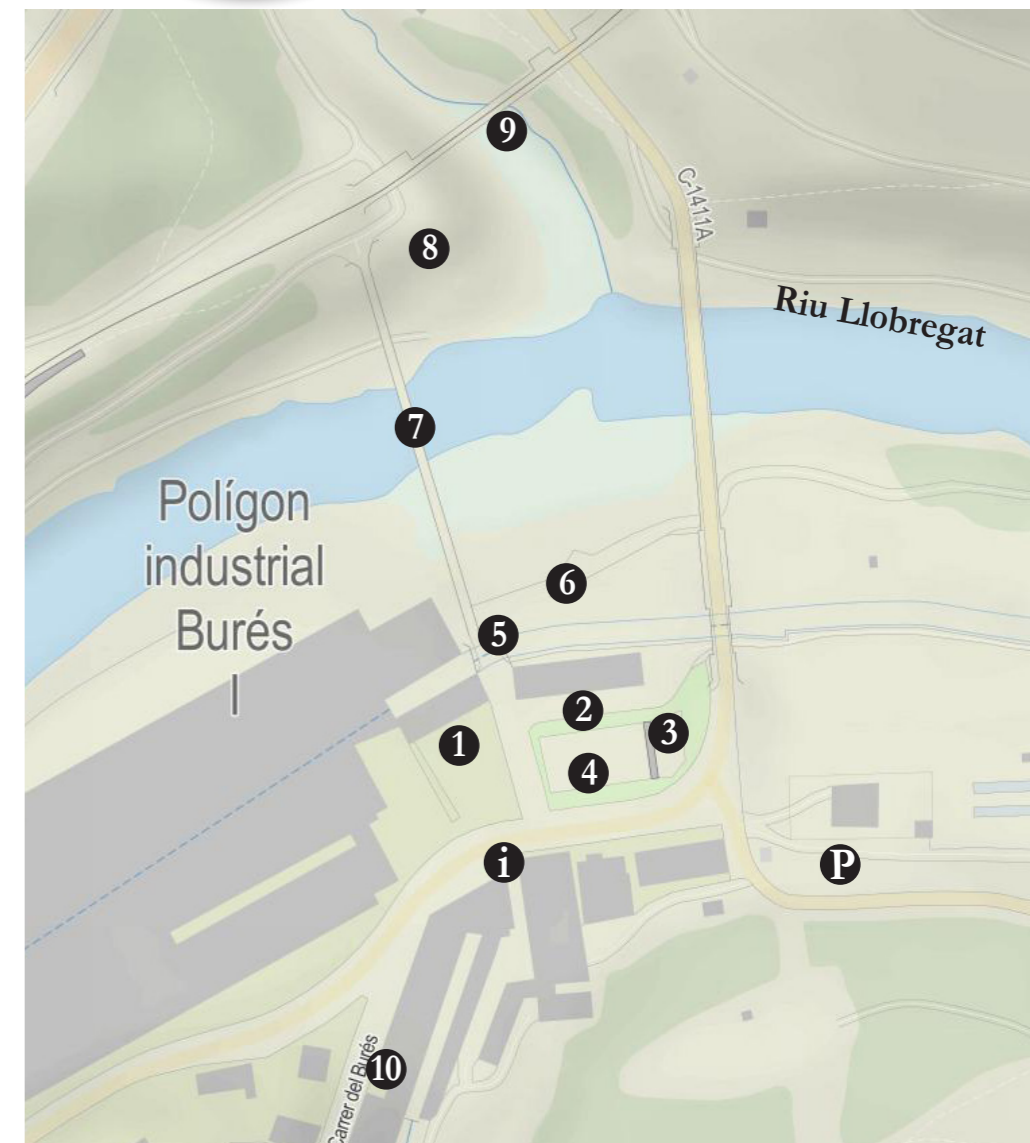 9
C-1411A
8
Riu Llobregat
7
Polígon
industrial
Burés
I
6
5
2
3
1
4
i
P
10
Carrer del Burés